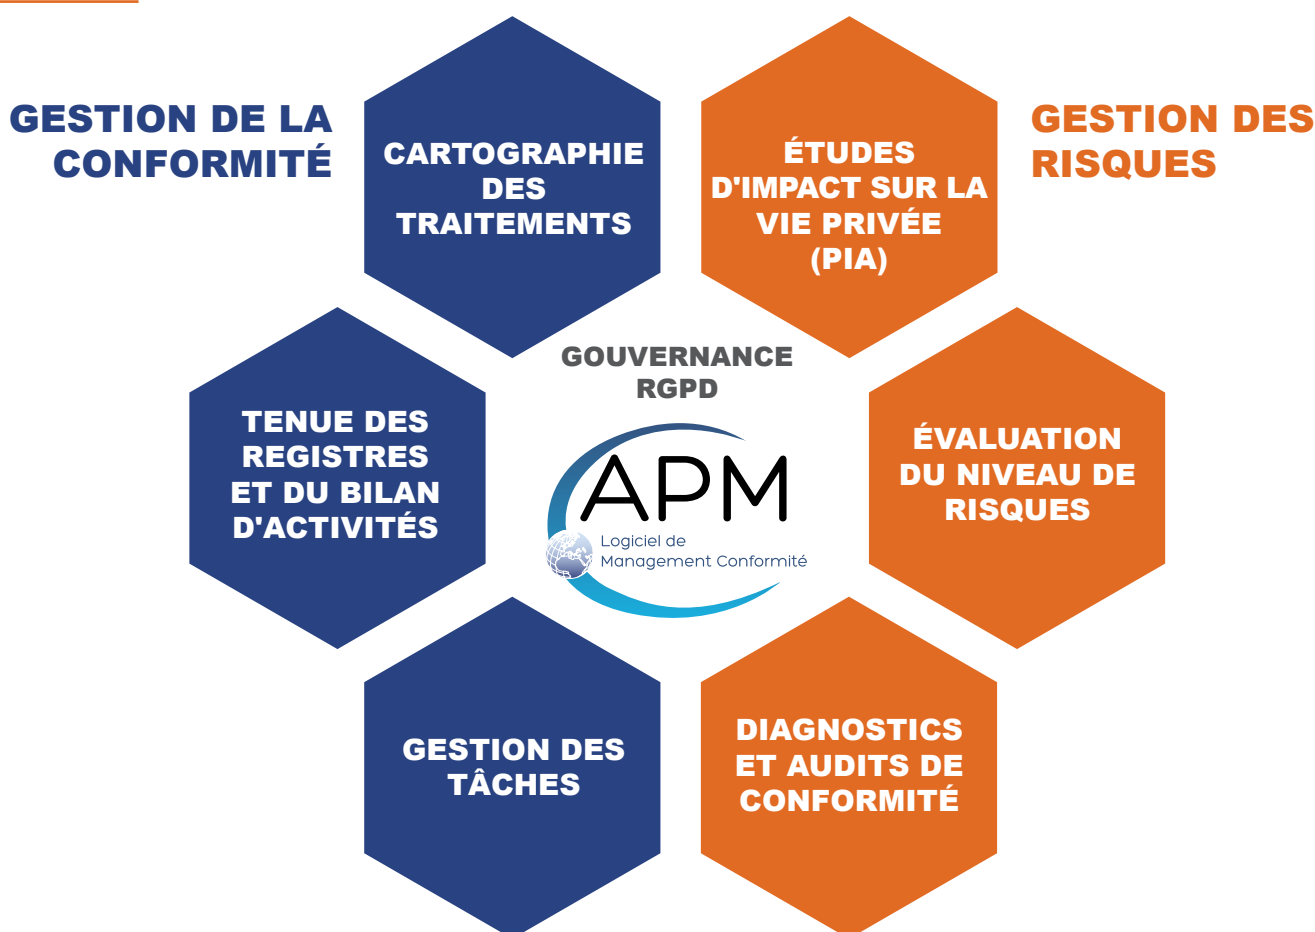 GESTION DE LA
CONFORMITÉ
CARTOGRAPHIE
DES
TRAITEMENTS
ÉTUDES
D'IMPACT SUR LA
VIE PRIVÉE
(PIA)
GESTION DES
RISQUES
GOUVERNANCE
RGPD
TENUE DES
REGISTRES
ET DU BILAN
D'ACTIVITÉS
APM
Logiciel de
Management Conformité
ÉVALUATION
DU NIVEAU DE
RISQUES
GESTION DES
TÂCHES
DIAGNOSTICS
ET AUDITS DE
CONFORMITÉ